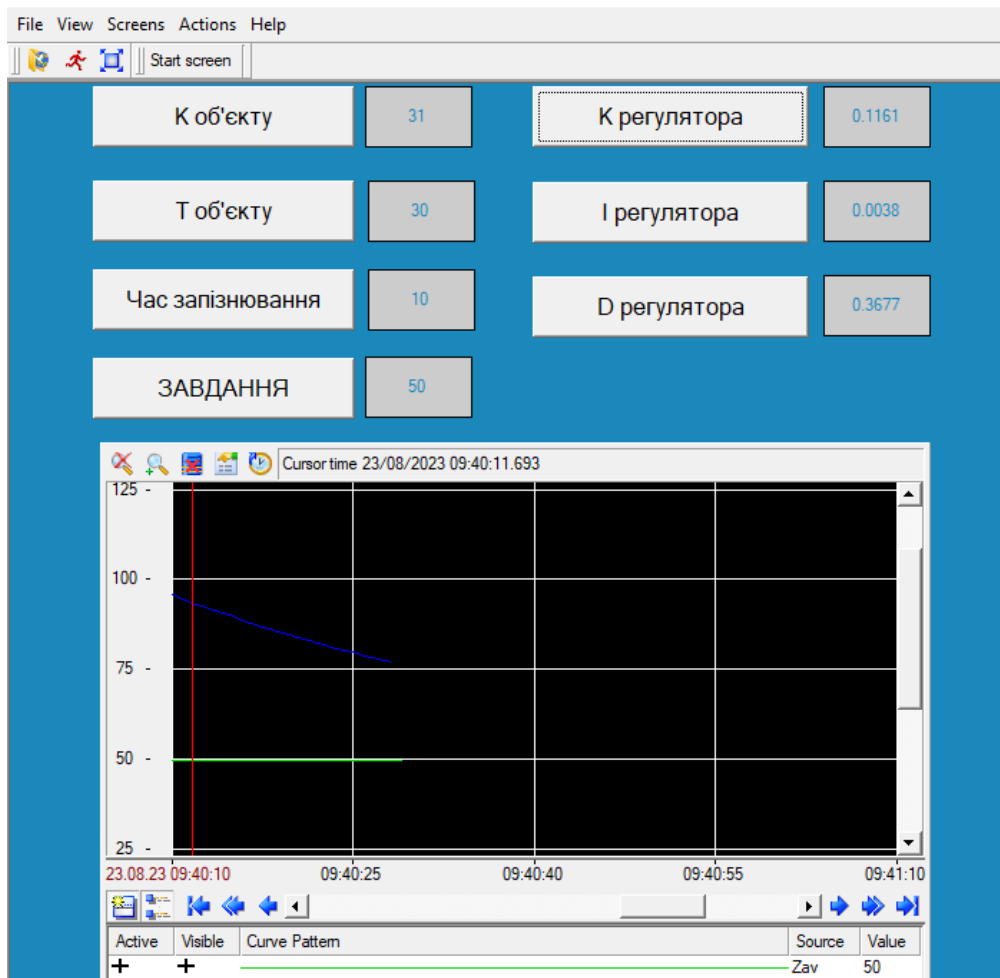 File View Screens Actions Help
Start screen
К об'єкту 31 К регулятора 0.1161
Т об'єкту 30 І регулятора 0.0038
Час запізнювання 10 D регулятора 0.3677
ЗАВДАННЯ 50
Cursor time 23/08/2023 09:40:11.693
125 -
100 -
75 -
50 -
25 -
23.08.23 09:40:10 09:40:25 09:40:40 09:40:55 09:41:10
Active Visible Curve Pattern Source Value
Zav 50